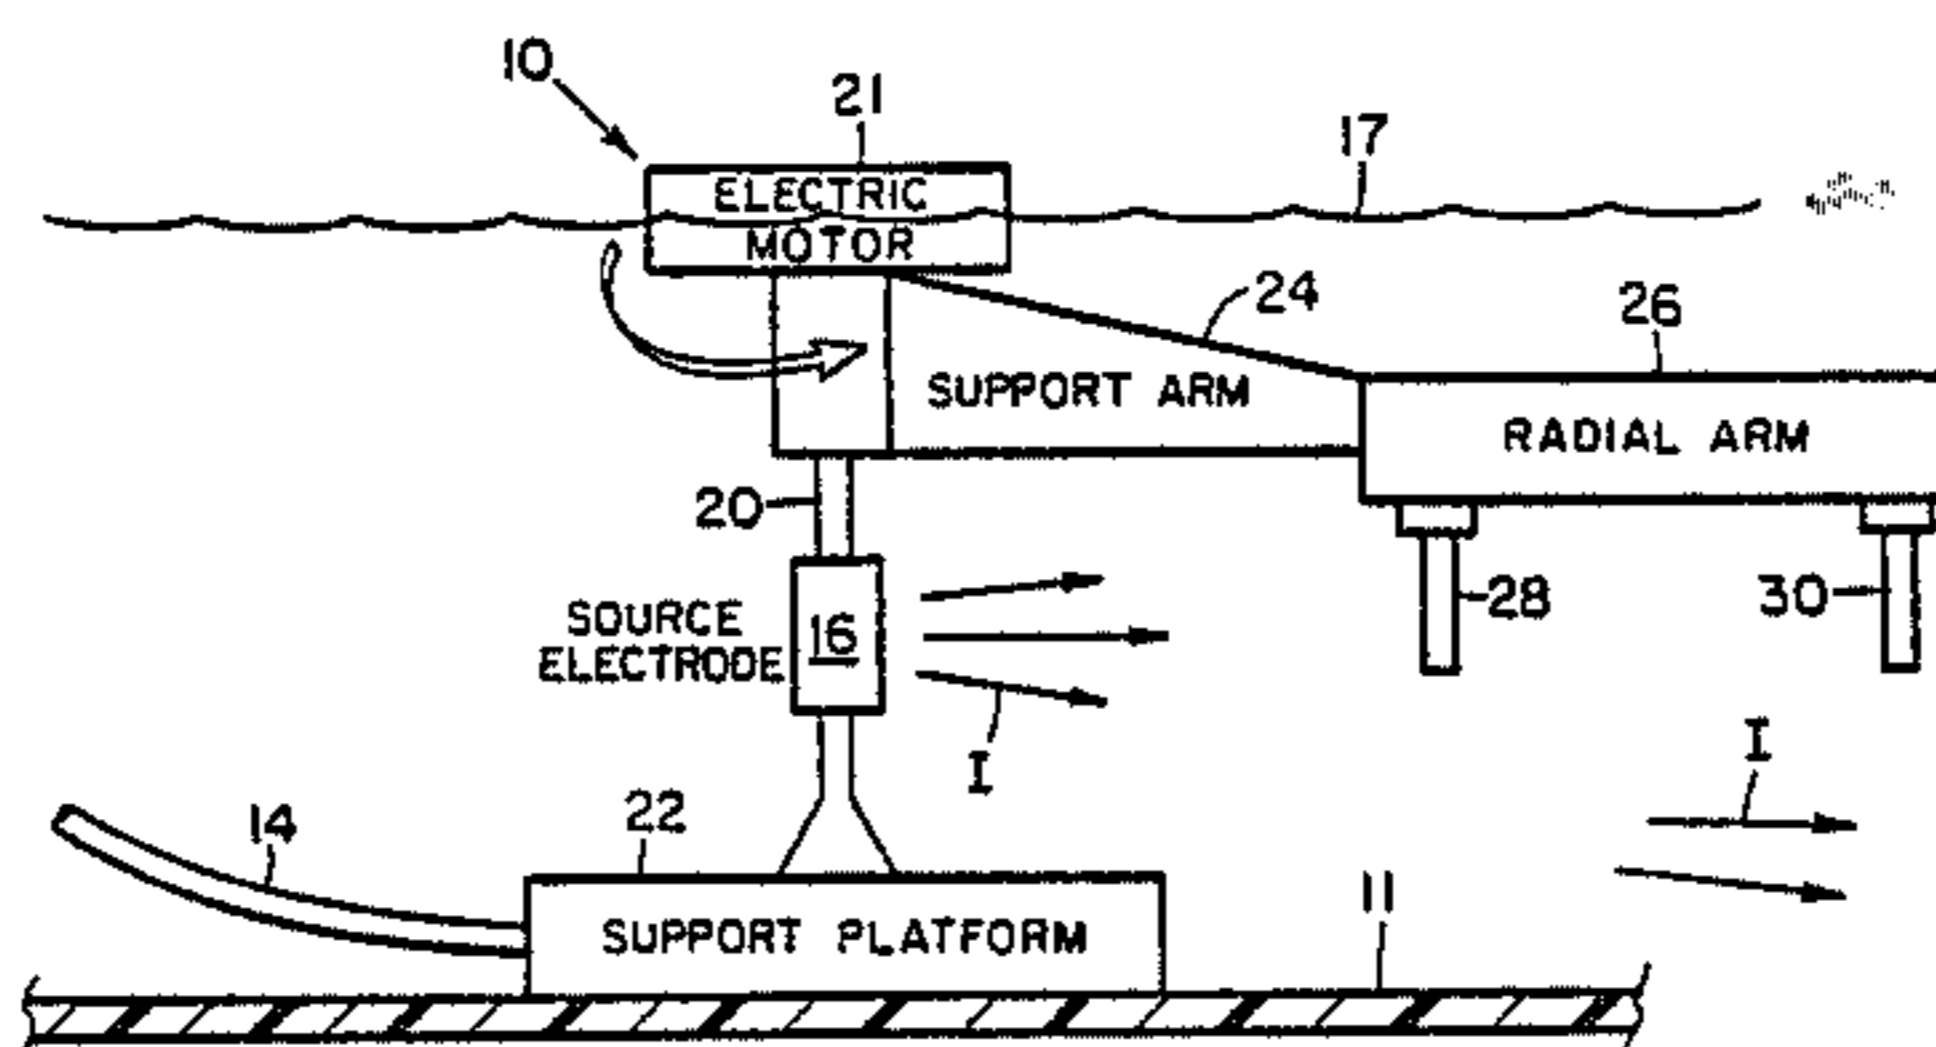 10
21
17
ELECTRIC
MOTOR
24
26
SUPPORT ARM
RADIAL ARM
20
28
30
SOURCE
ELECTRODE
16
I
I
14
22
11
SUPPORT PLATFORM